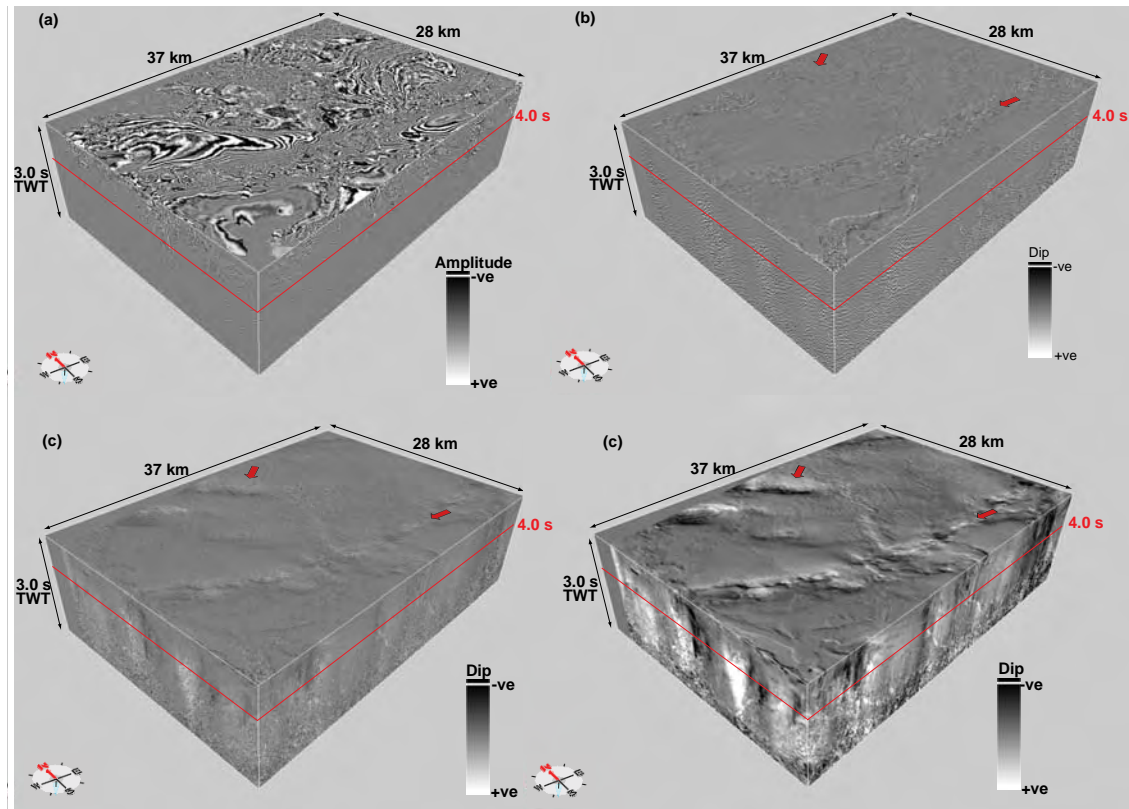 (a)
28 km
37 km
4.0 s
3.0 s
TWT
Amplitude
-ve
+ve
N
(b)
28 km
37 km
4.0 s
3.0 s
TWT
Dip
-ve
+ve
N
(c)
28 km
37 km
4.0 s
3.0 s
TWT
Dip
-ve
+ve
N
(c)
28 km
37 km
4.0 s
3.0 s
TWT
Dip
-ve
+ve
N